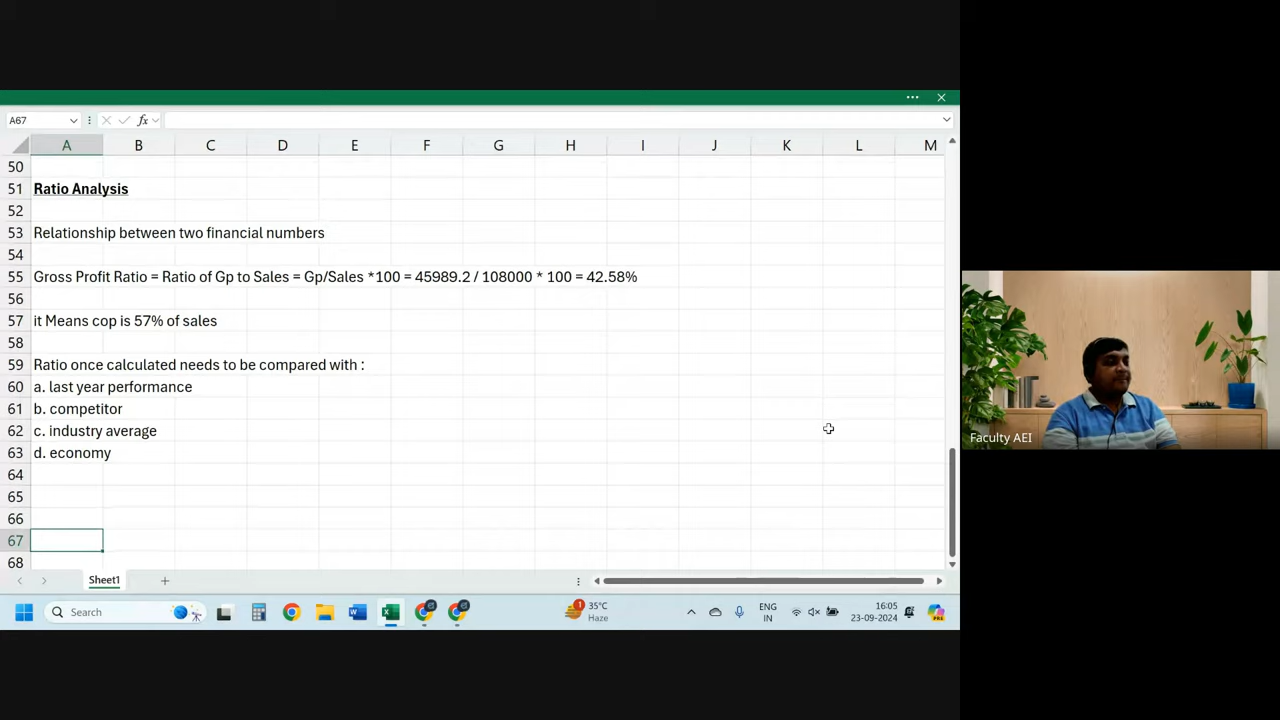 A67
fx
A B C D E F G H I J K L M
50
51 Ratio Analysis
52
53 Relationship between two financial numbers
54
55 Gross Profit Ratio = Ratio of Gp to Sales = Gp/Sales *100 = 45989.2 / 108000 * 100 = 42.58%
56
57 it Means cop is 57% of sales
58
59 Ratio once calculated needs to be compared with :
60 a. last year performance
61 b. competitor
62 c. industry average
63 d. economy
64
65
66
67
68
Faculty AEI
Sheet1
Search
1 35°C
Haze
ENG
IN
16:05
23-09-2024